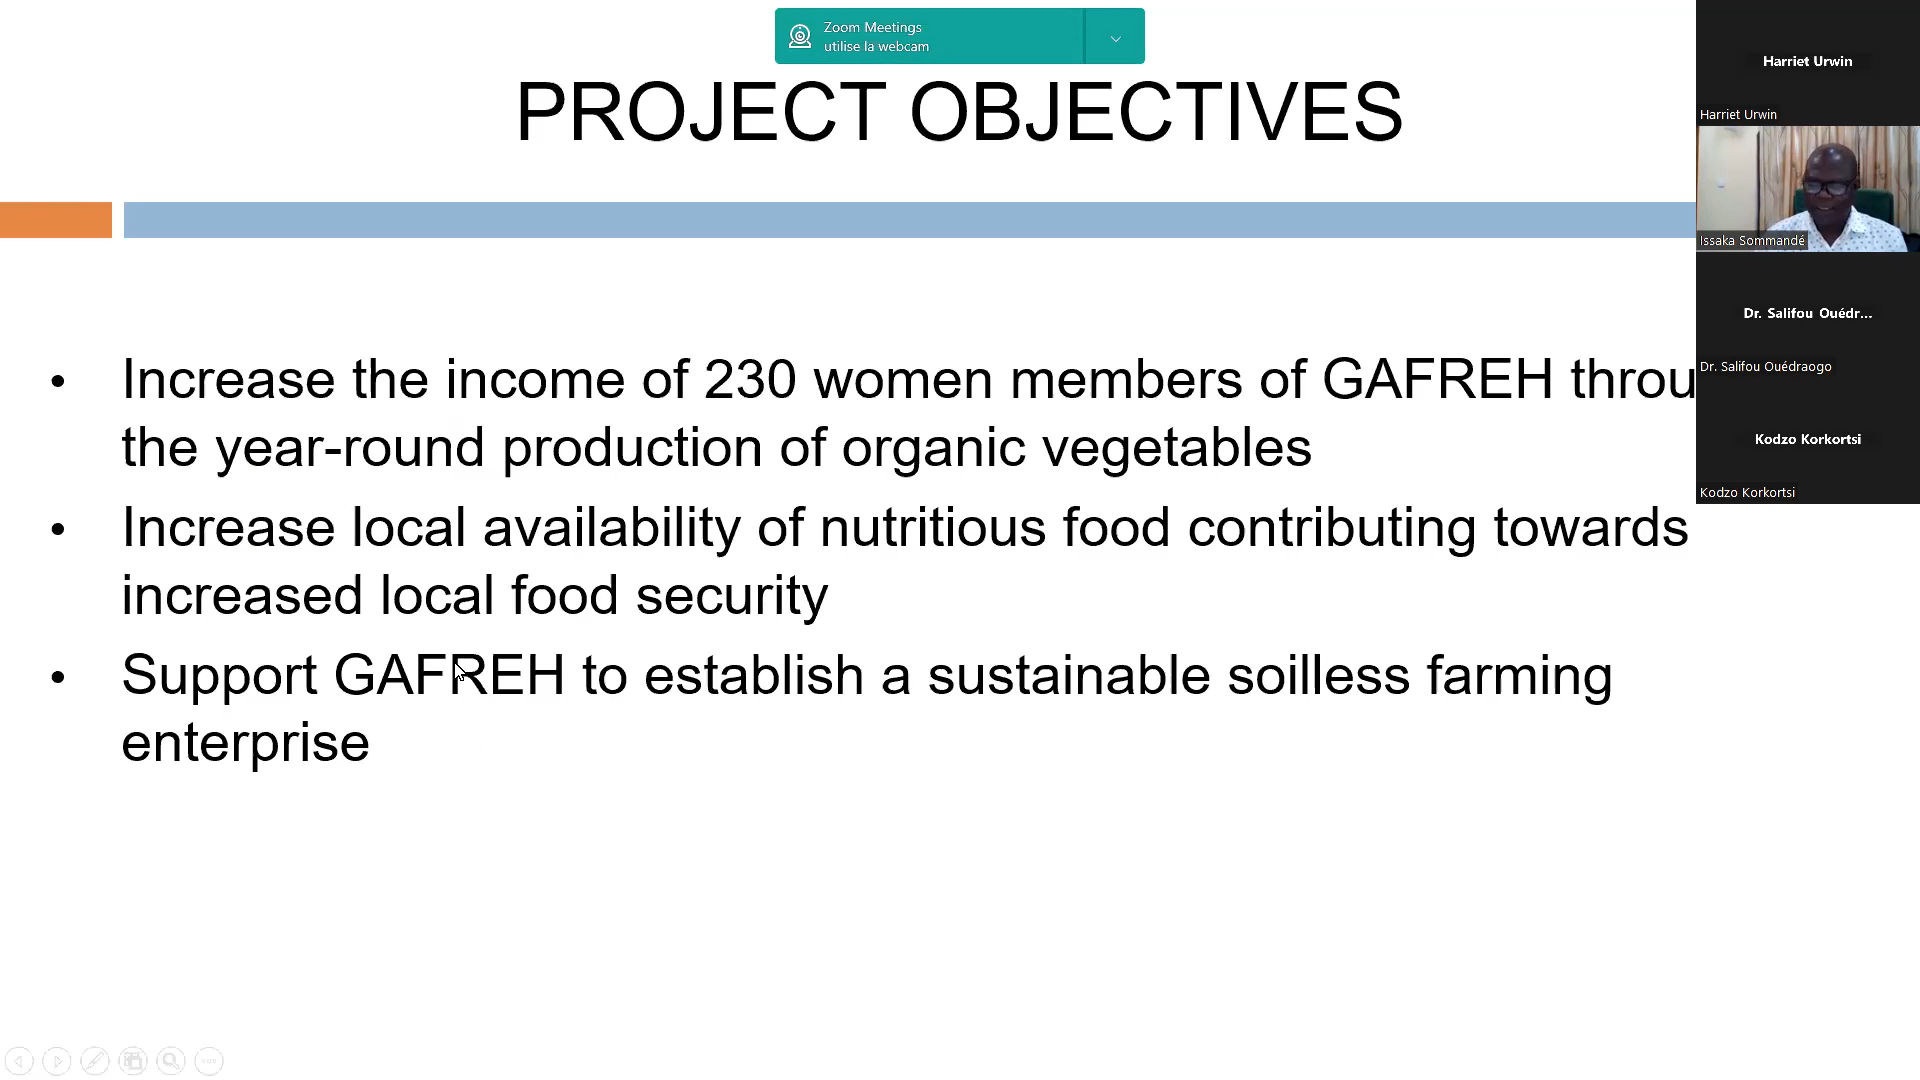 Zoom Meetings
utilise la webcam
PROJECT OBJECTIVES
• Increase the income of 230 women members of GAFREH throu
the year-round production of organic vegetables
• Increase local availability of nutritious food contributing towards
increased local food security
• Support GAFREH to establish a sustainable soilless farming
enterprise
Harriet Urwin
Harriet Urwin
Issaka Sommandé
Dr. Salifou Ouédr...
Dr. Salifou Ouédraogo
Kodzo Korkortsi
Kodzo Korkortsi